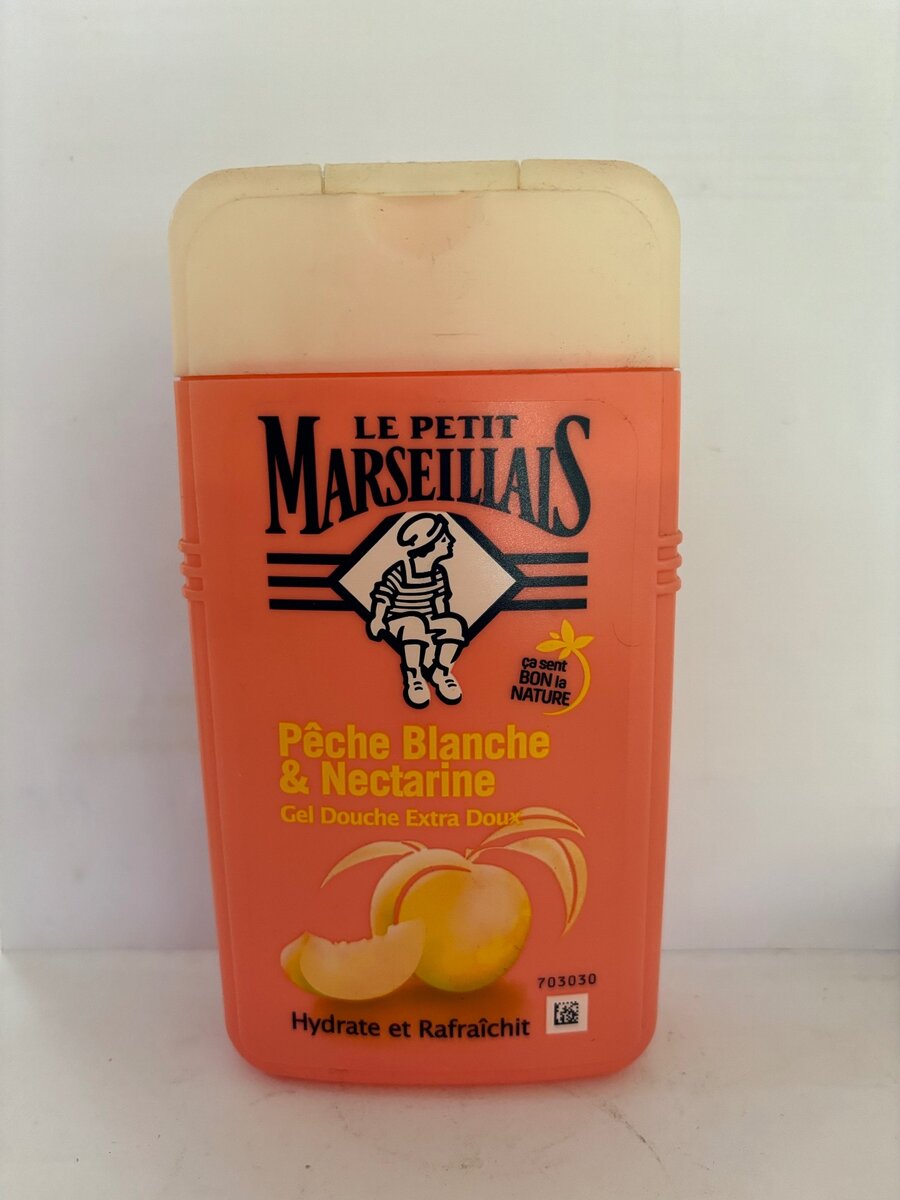 LE PETIT
MARSEILLAIS
ça sent
BON la
NATURE
Pêche Blanche
& Nectarine
Gel Douche Extra Doux
703030
Hydrate et Rafraîchit